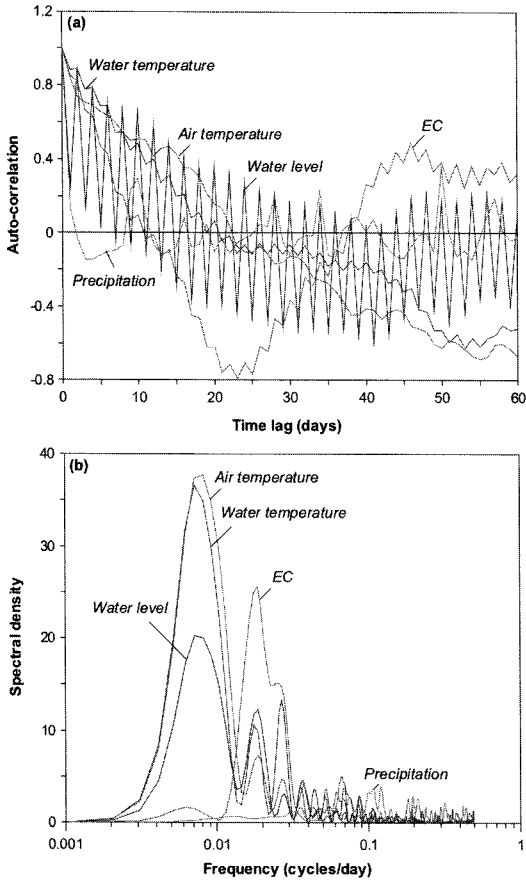 (a)
1.2
0.8
0.4
0
-0.4
-0.8
Auto-correlation
Water temperature
Air temperature
EC
Water level
Precipitation
0 10 20 30 40 50 60
Time lag (days)
(b)
40
30
20
10
0
Spectral density
Air temperature
Water temperature
EC
Water level
Precipitation
0.001 0.01 0.1 1
Frequency (cycles/day)